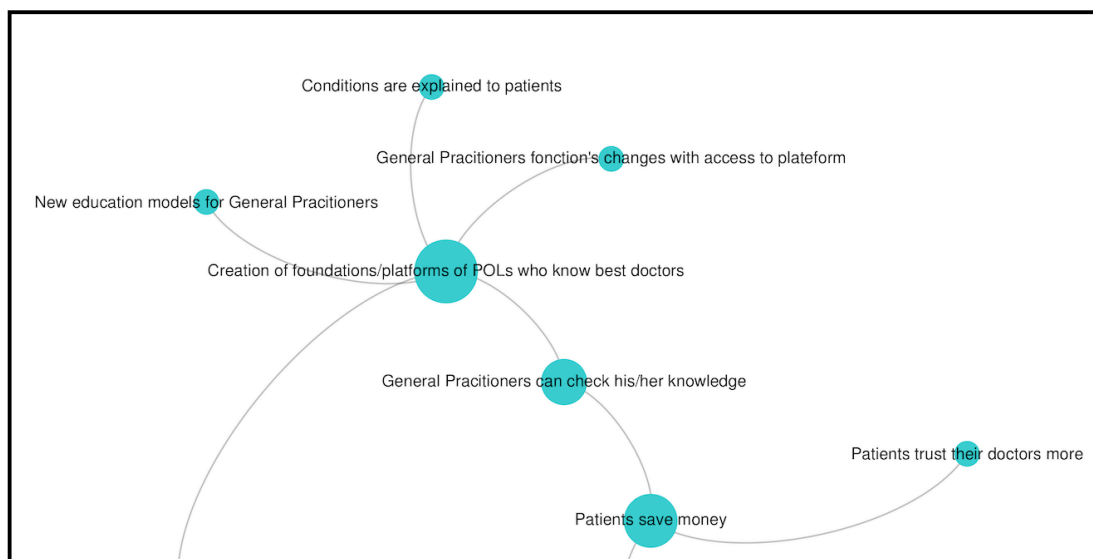 Conditions are explained to patients
General Pracitioners fonction's changes with access to plateform
New education models for General Pracitioners
Creation of foundations/platforms of POLs who know best doctors
General Pracitioners can check his/her knowledge
Patients trust their doctors more
Patients save money